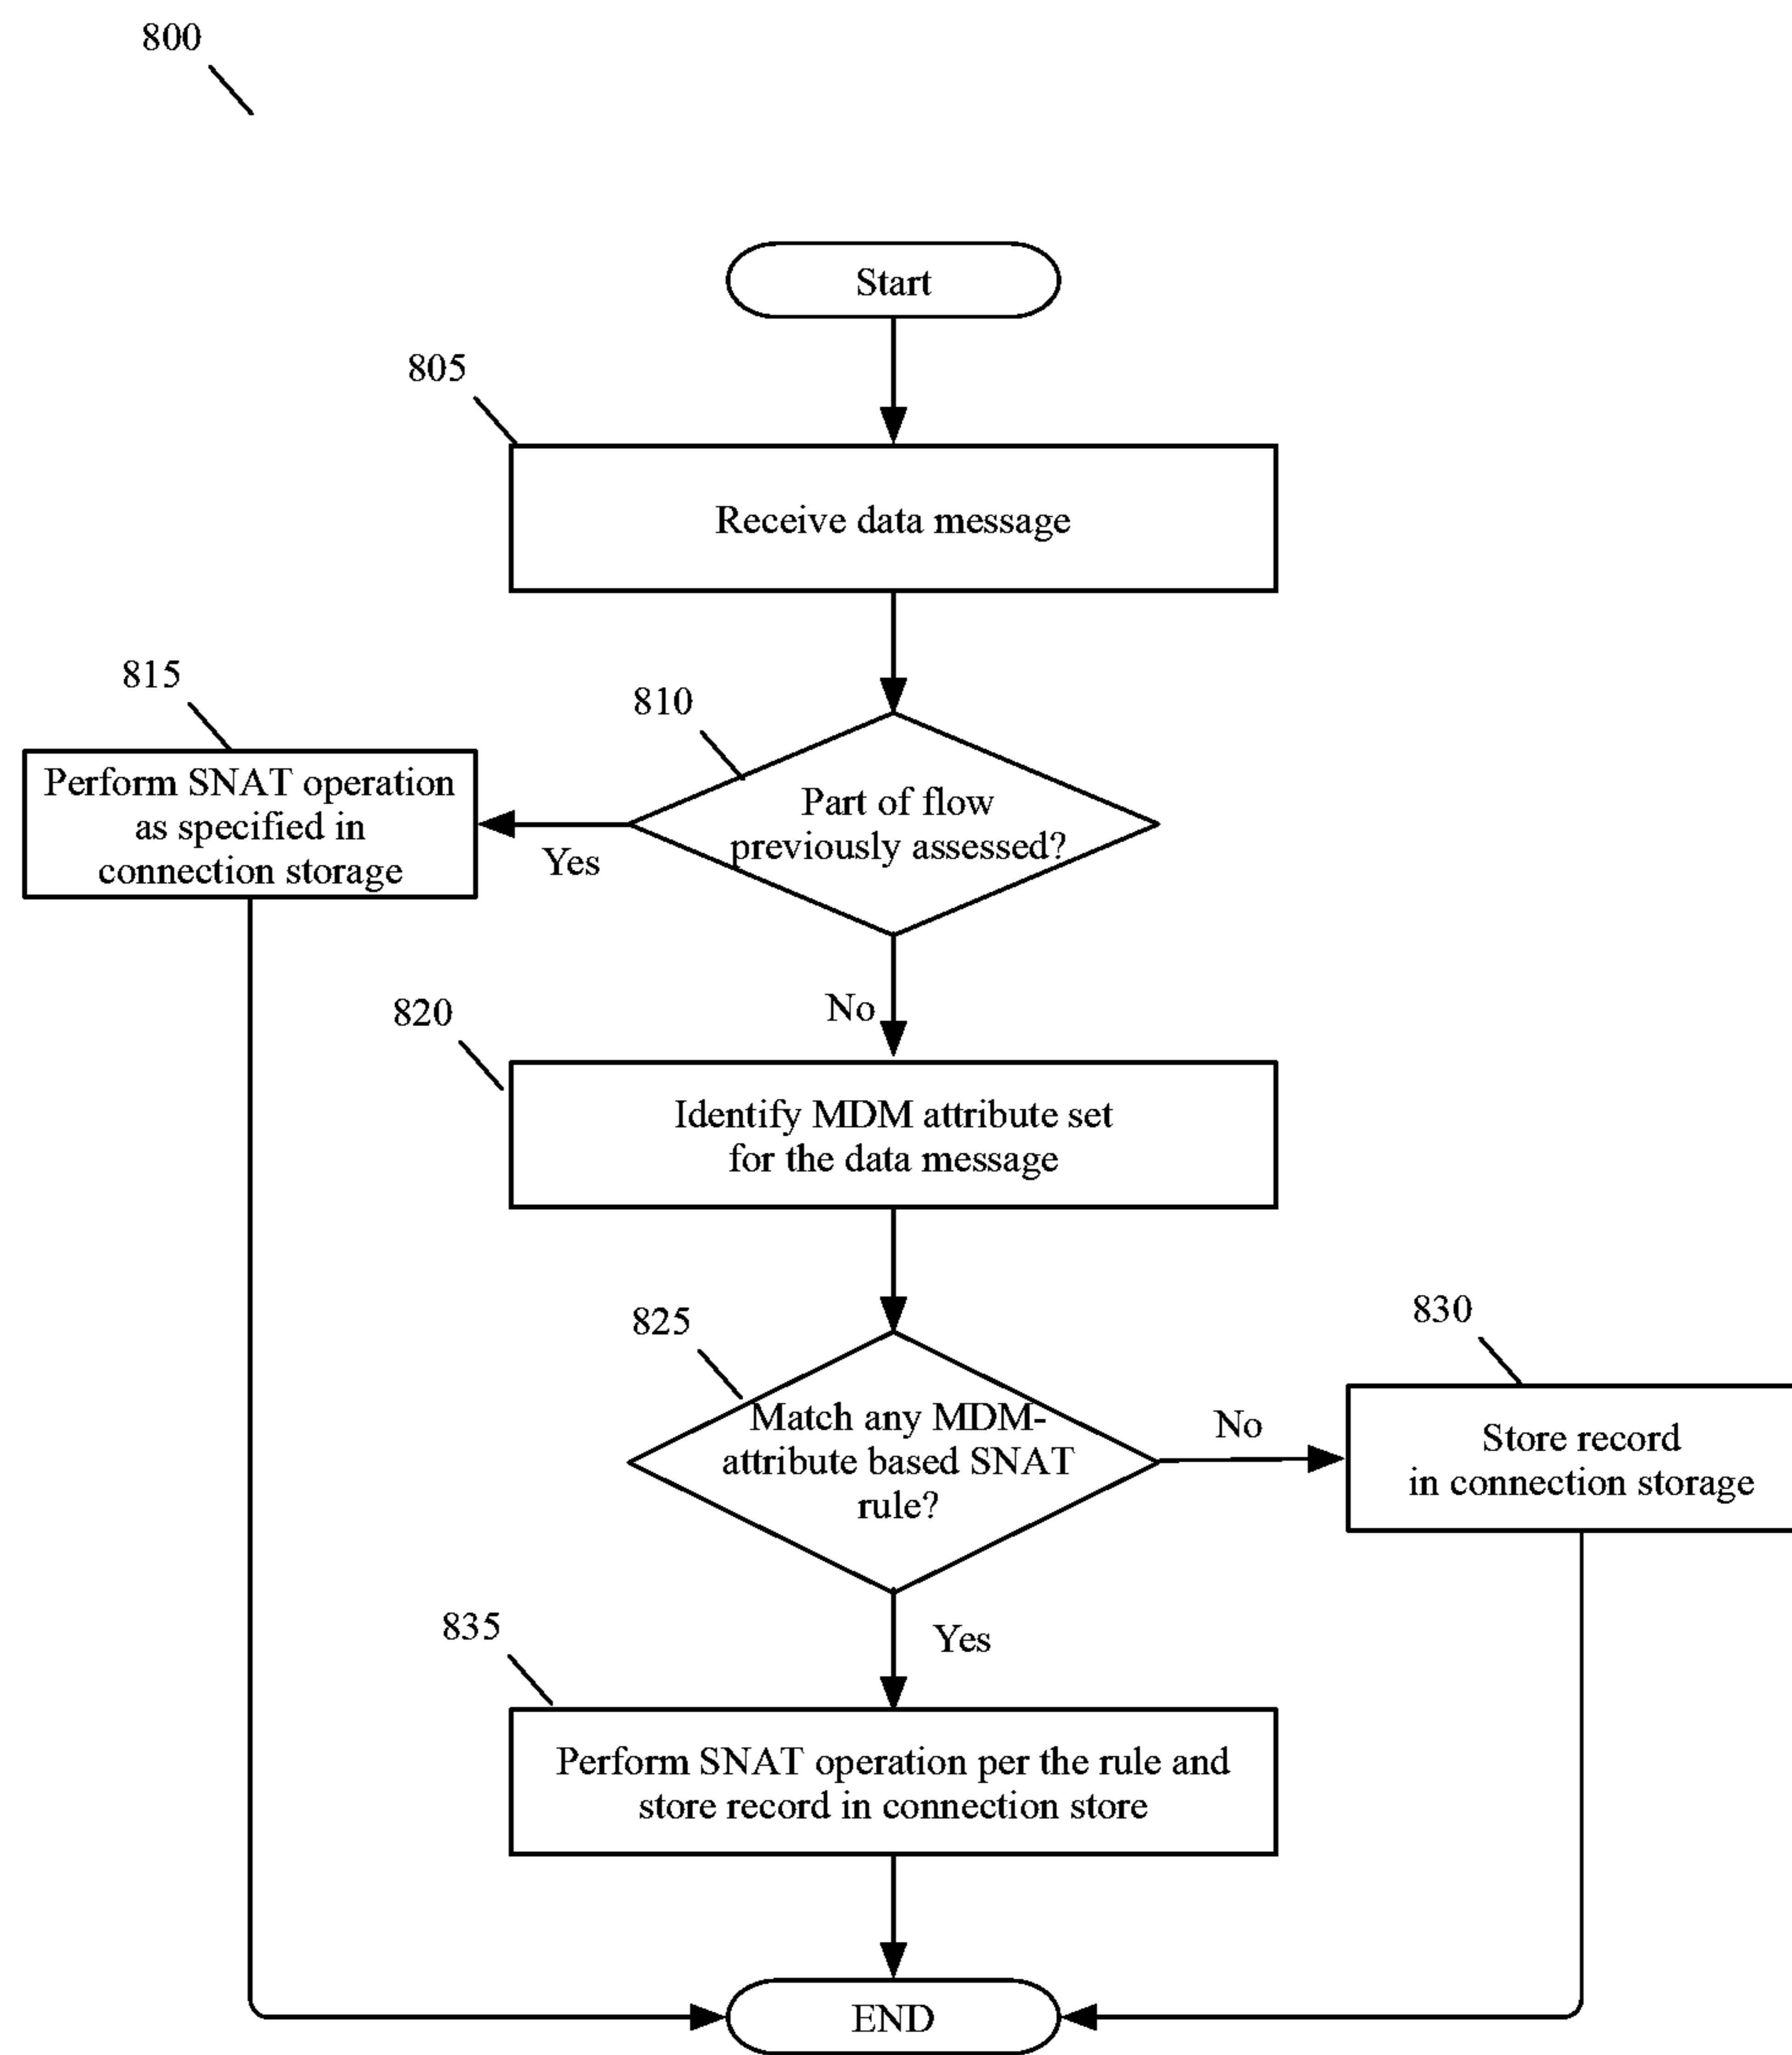 800
Start
805
Receive data message
815
810
Perform SNAT operation
as specified in
connection storage
Part of flow
previously assessed?
Yes
No
820
Identify MDM attribute set
for the data message
825
830
Match any MDM-
attribute based SNAT
rule?
No
Store record
in connection storage
835
Yes
Perform SNAT operation per the rule and
store record in connection store
END